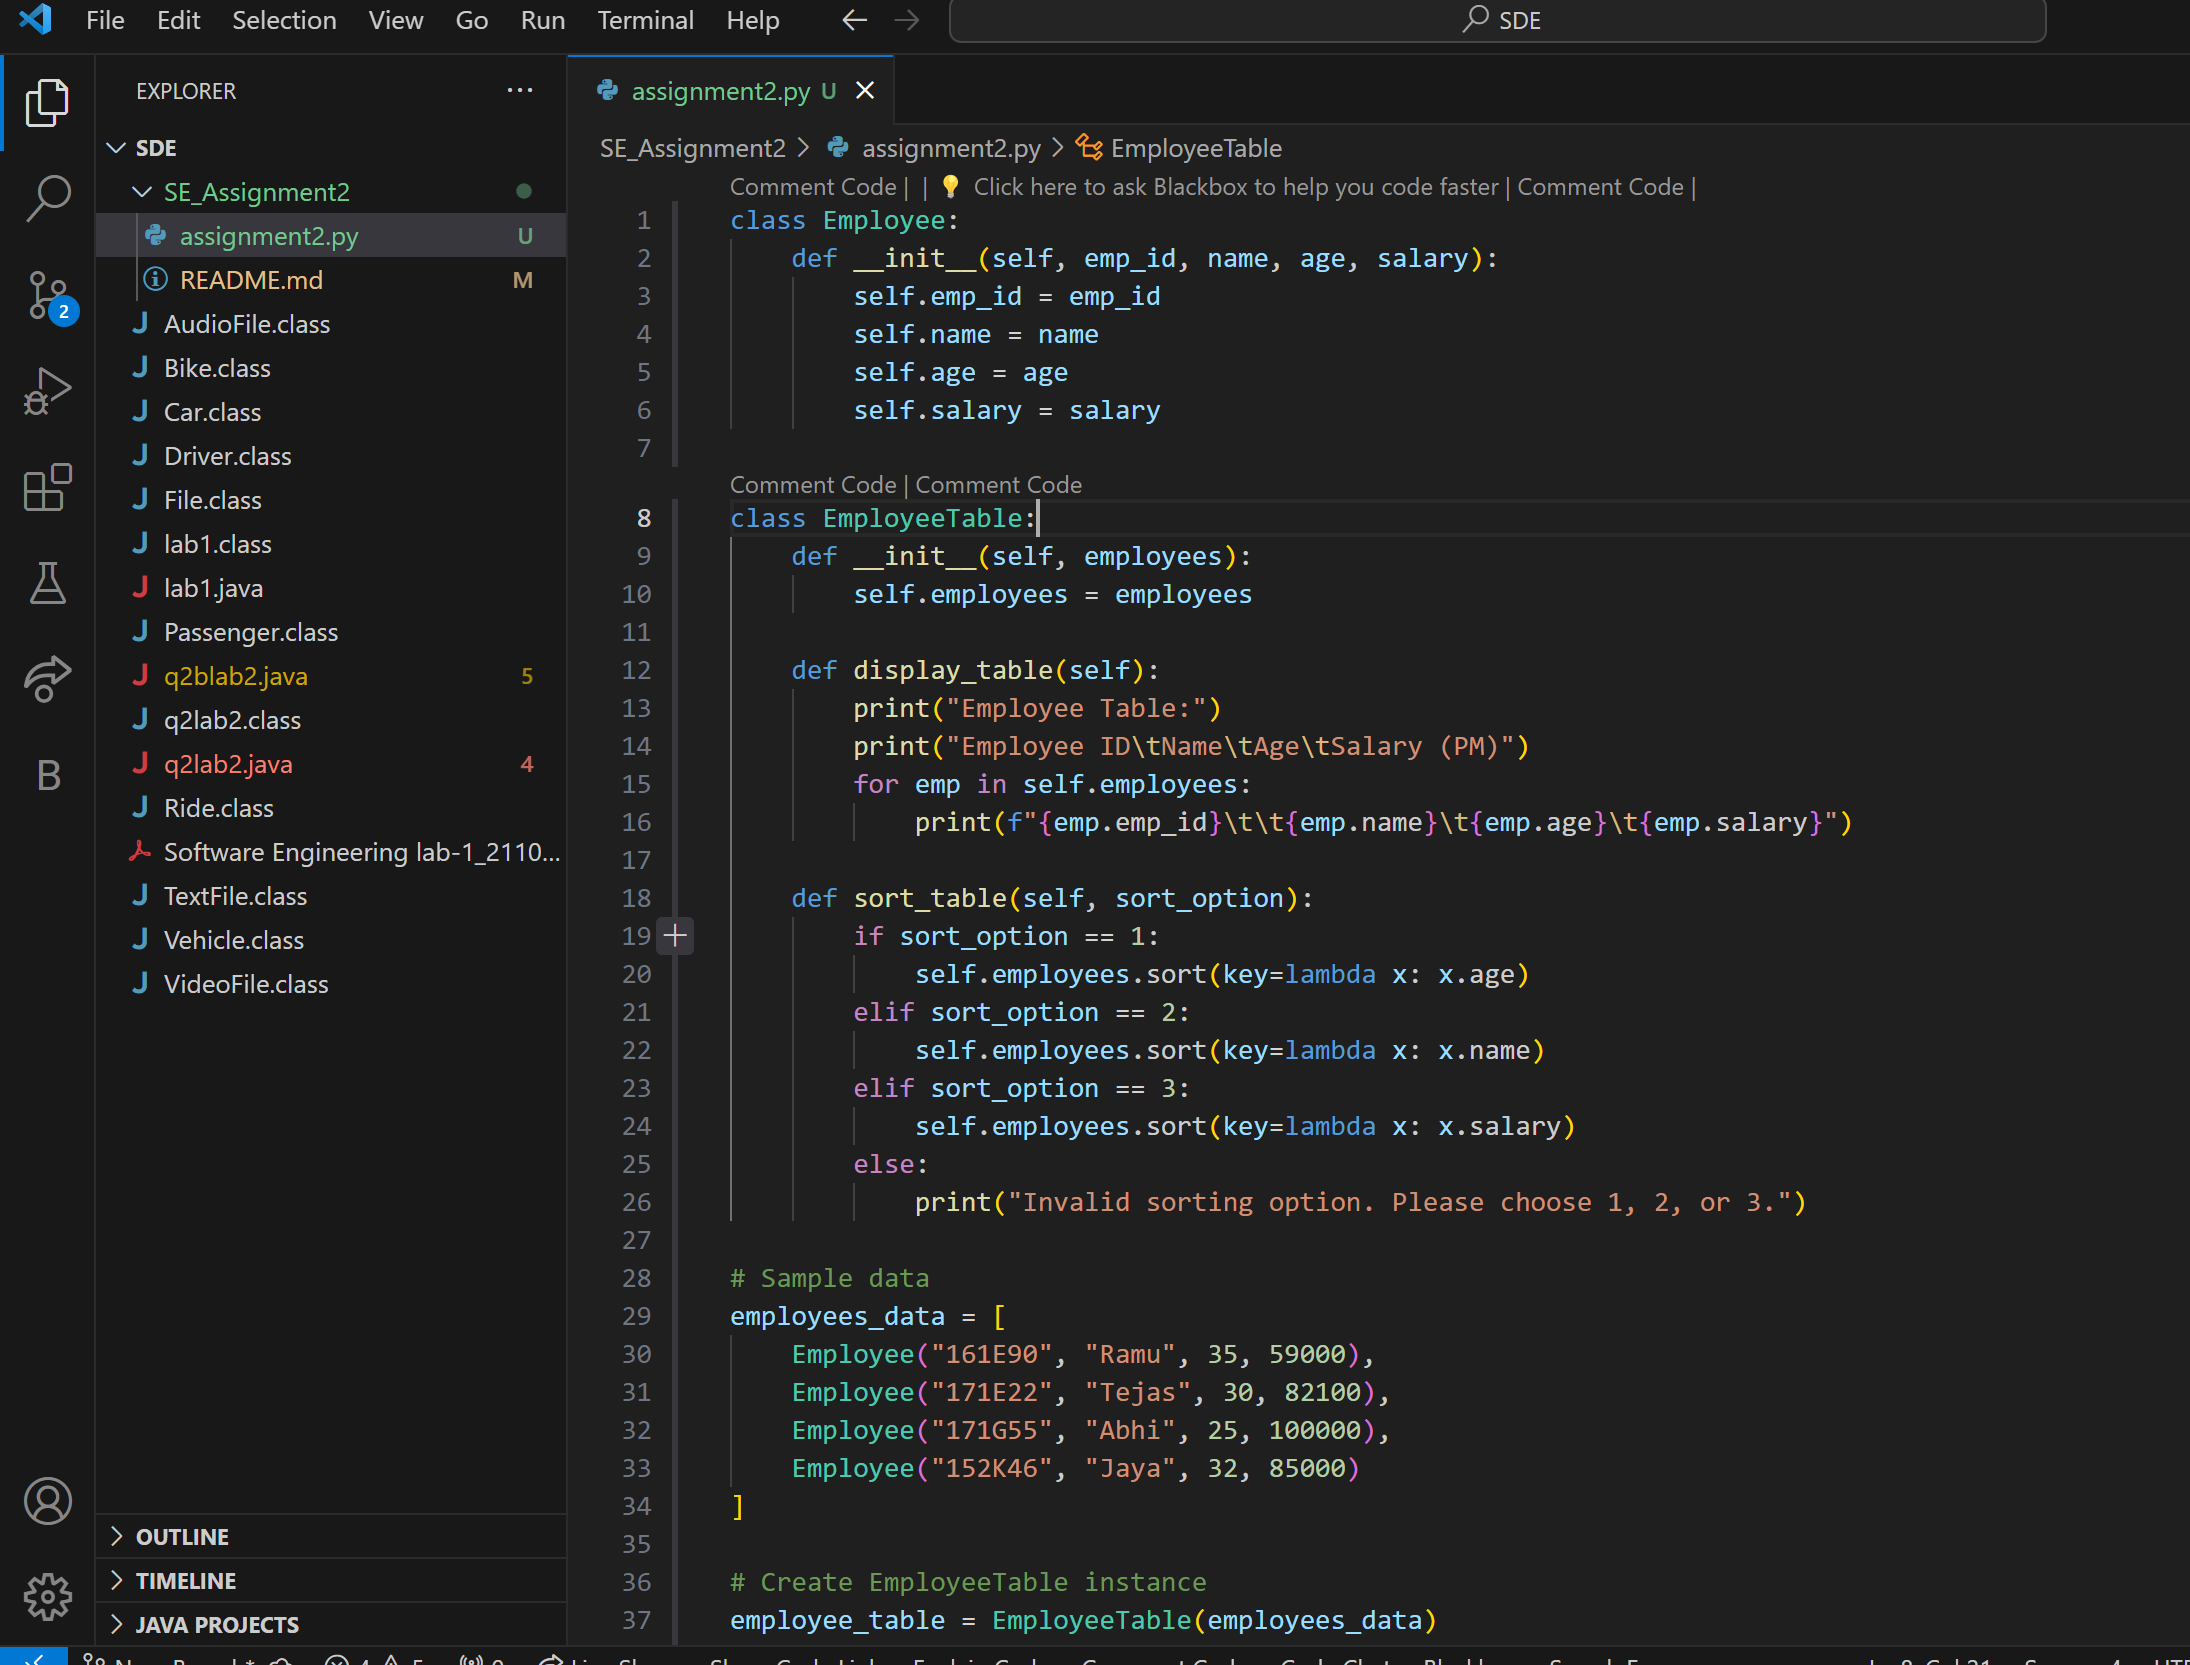 File Edit Selection View Go Run Terminal Help SDE
EXPLORER
SDE
SE_Assignment2
assignment2.py U
README.md M
AudioFile.class
Bike.class
Car.class
Driver.class
File.class
lab1.class
lab1.java
Passenger.class
q2blab2.java 5
q2lab2.class
q2lab2.java 4
Ride.class
Software Engineering lab-1_2110...
TextFile.class
Vehicle.class
VideoFile.class
OUTLINE
TIMELINE
JAVA PROJECTS
2
B
assignment2.py U
SE_Assignment2 > assignment2.py > EmployeeTable
Comment Code | | 💡 Click here to ask Blackbox to help you code faster | Comment Code |
1 class Employee:
2     def __init__(self, emp_id, name, age, salary):
3         self.emp_id = emp_id
4         self.name = name
5         self.age = age
6         self.salary = salary
7
Comment Code | Comment Code
8 class EmployeeTable:
9     def __init__(self, employees):
10         self.employees = employees
11
12     def display_table(self):
13         print("Employee Table:")
14         print("Employee ID\tName\tAge\tSalary (PM)")
15         for emp in self.employees:
16             print(f"{emp.emp_id}\t\t{emp.name}\t{emp.age}\t{emp.salary}")
17
18     def sort_table(self, sort_option):
19         if sort_option == 1:
20             self.employees.sort(key=lambda x: x.age)
21         elif sort_option == 2:
22             self.employees.sort(key=lambda x: x.name)
23         elif sort_option == 3:
24             self.employees.sort(key=lambda x: x.salary)
25         else:
26             print("Invalid sorting option. Please choose 1, 2, or 3.")
27
28 # Sample data
29 employees_data = [
30     Employee("161E90", "Ramu", 35, 59000),
31     Employee("171E22", "Tejas", 30, 82100),
32     Employee("171G55", "Abhi", 25, 100000),
33     Employee("152K46", "Jaya", 32, 85000)
34 ]
35
36 # Create EmployeeTable instance
37 employee_table = EmployeeTable(employees_data)